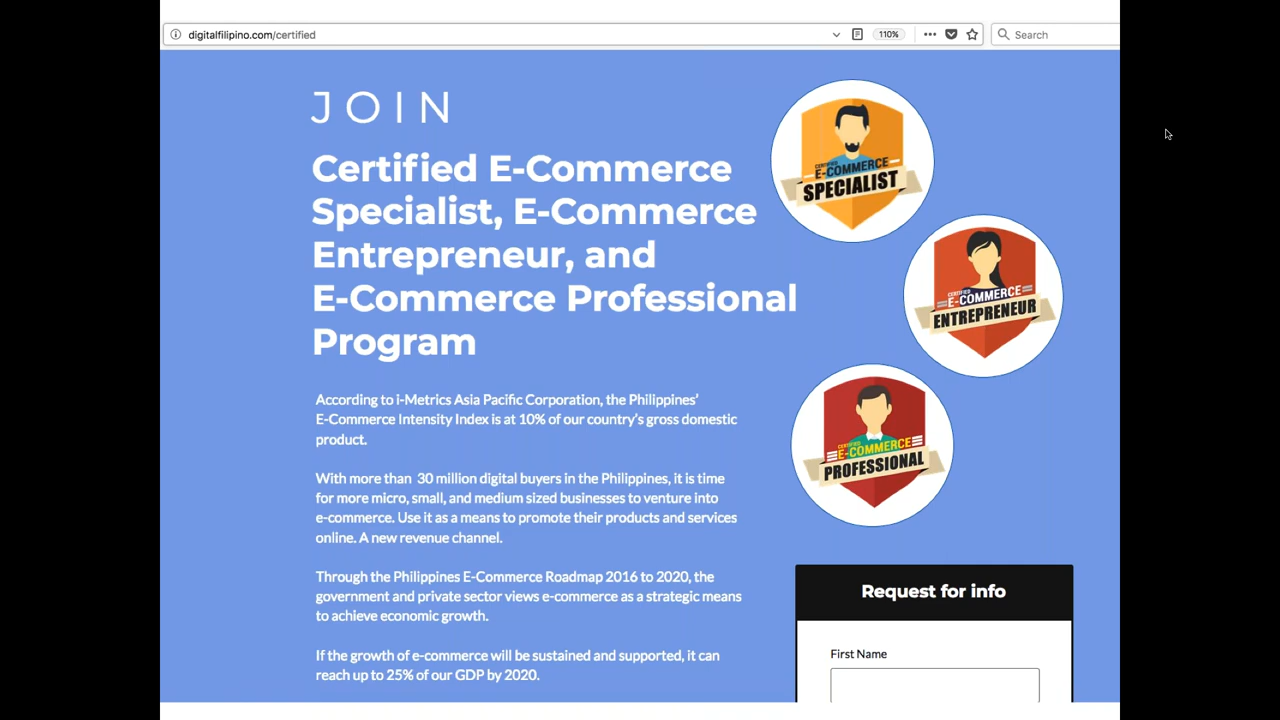 digitalfilipino.com/certified
110%
Search
JOIN
Certified E-Commerce
Specialist, E-Commerce
Entrepreneur, and
E-Commerce Professional
Program
According to i-Metrics Asia Pacific Corporation, the Philippines'
E-Commerce Intensity Index is at 10% of our country's gross domestic
product.
With more than 30 million digital buyers in the Philippines, it is time
for more micro, small, and medium sized businesses to venture into
e-commerce. Use it as a means to promote their products and services
online. A new revenue channel.
Through the Philippines E-Commerce Roadmap 2016 to 2020, the
government and private sector views e-commerce as a strategic means
to achieve economic growth.
If the growth of e-commerce will be sustained and supported, it can
reach up to 25% of our GDP by 2020.
CERTIFIED
E-COMMERCE
SPECIALIST
CERTIFIED
E-COMMERCE
ENTREPRENEUR
CERTIFIED
E-COMMERCE
PROFESSIONAL
Request for info
First Name